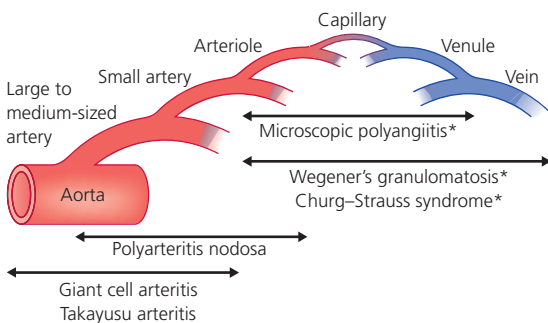 Capillary
Arteriole
Venule
Small artery
Vein
Large to
medium-sized
artery
Microscopic polyangiitis*
Aorta
Wegener’s granulomatosis*
Churg–Strauss syndrome*
Polyarteritis nodosa
Giant cell arteritis
Takayusu arteritis